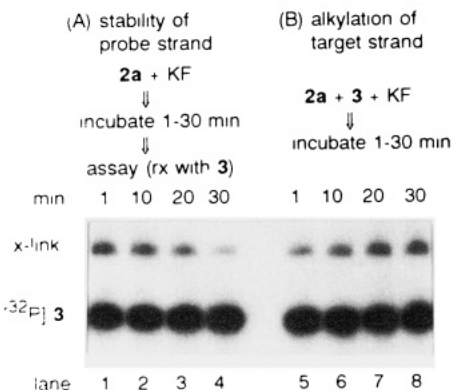 (A) stability of
probe strand
2a + KF
⇓
incubate 1-30 min
⇓
assay (rx with 3)
(B) alkylation of
target strand
2a + 3 + KF
⇓
incubate 1-30 min
min 1 10 20 30 1 10 20 30
x-link
32P] 3
lane 1 2 3 4 5 6 7 8